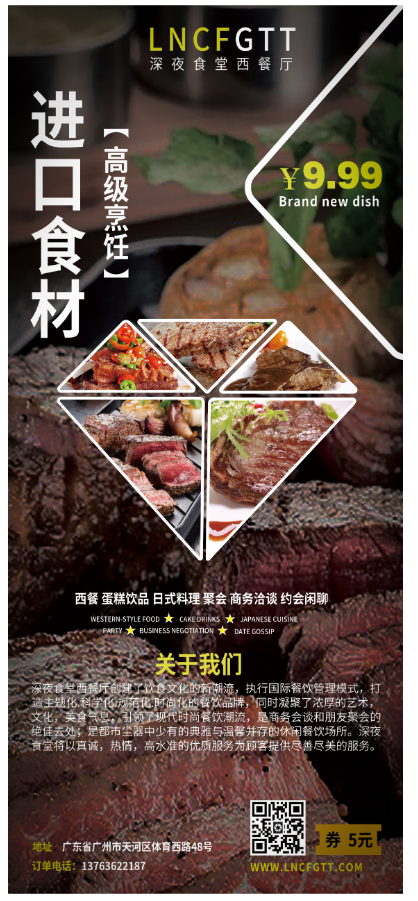 LNCFGTT
深夜食堂西餐厅
进口食材
【高级烹饪】
¥9.99
Brand new dish
西餐 蛋糕饮品 日式料理 聚会 商务洽谈 约会闲聊
WESTERN-STYLE FOOD ★ CAKE DRINKS ★ JAPANESE CUISINE
PARTY ★ BUSINESS NEGOTIATION ★ DATE GOSSIP
关于我们
深夜食堂西餐厅创建了饮食文化的新潮流，执行国际餐饮管理模式，打
造主题化,科学化,规范化,时尚化的餐饮品牌，同时凝聚了浓厚的艺术，
文化，美食气息，引领了现代时尚餐饮潮流，是商务会谈和朋友聚会的
绝佳去处；是都市尘嚣中少有的典雅与温馨并存的休闲餐饮场所。深夜
食堂将以真诚，热情，高水准的优质服务为顾客提供尽善尽美的服务。
券 5元
地址 广东省广州市天河区体育西路48号
订单电话：13763622187
WWW.LNCFGTT.COM